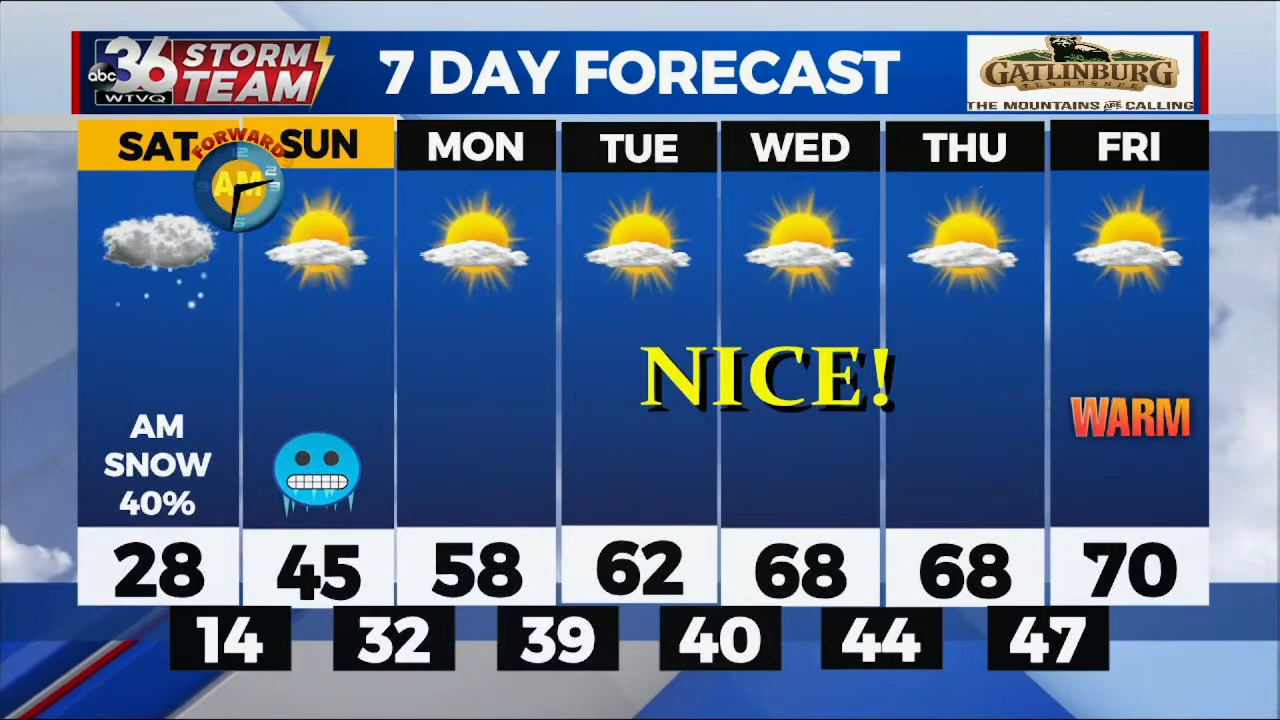 abc 36 STORM TEAM
WTVQ
7 DAY FORECAST
GATLINBURG
TENNESSEE
THE MOUNTAINS ARE CALLING
SAT SUN MON TUE WED THU FRI
FORWARD
AM
NICE!
WARM
AM
SNOW
40%
28 45 58 62 68 68 70
14 32 39 40 44 47